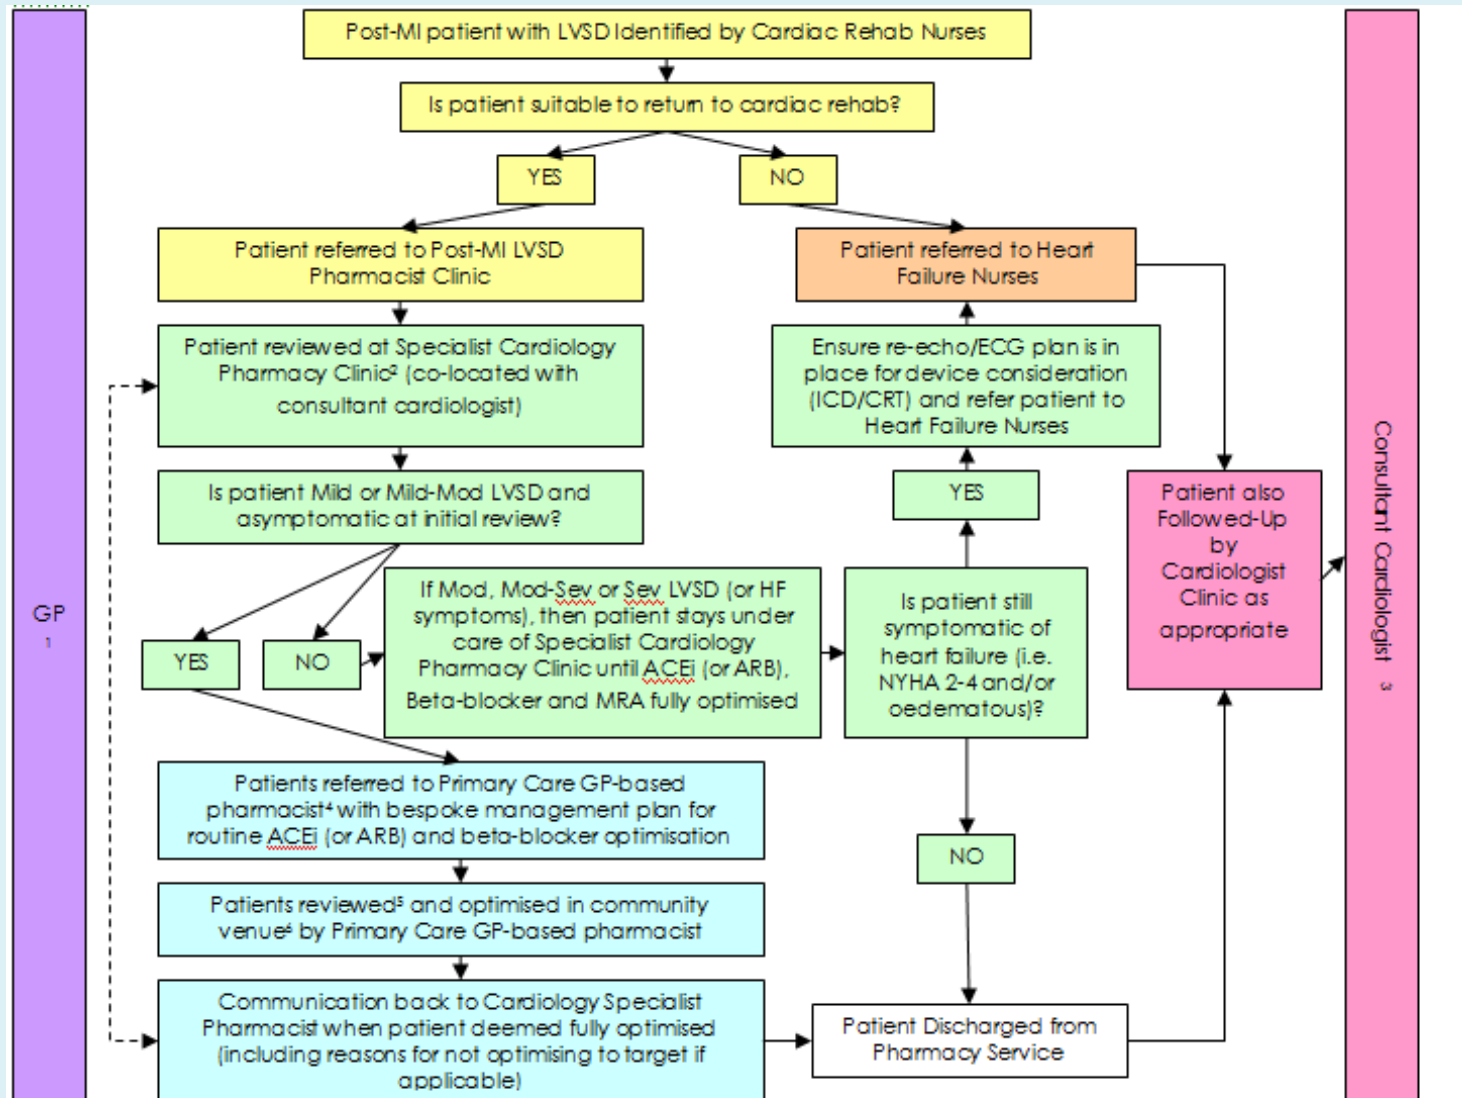 Post-MI patient with LVSD Identified by Cardiac Rehab Nurses
Is patient suitable to return to cardiac rehab?
YES
NO
Patient referred to Post-MI LVSD
Pharmacist Clinic
Patient referred to Heart
Failure Nurses
Patient reviewed at Specialist Cardiology
Pharmacy Clinic² (co-located with
consultant cardiologist)
Ensure re-echo/ECG plan is in
place for device consideration
(ICD/CRT) and refer patient to
Heart Failure Nurses
Is patient Mild or Mild-Mod LVSD and
asymptomatic at initial review?
YES
Patient also
Followed-Up
by
Cardiologist
Clinic as
appropriate
Consultant Cardiologist 3
GP
1
YES
NO
If Mod, Mod-Sev or Sev LVSD (or HF
symptoms), then patient stays under
care of Specialist Cardiology
Pharmacy Clinic until ACEi (or ARB),
Beta-blocker and MRA fully optimised
Is patient still
symptomatic of
heart failure (i.e.
NYHA 2-4 and/or
oedematous)?
Patients referred to Primary Care GP-based
pharmacist⁴ with bespoke management plan for
routine ACEi (or ARB) and beta-blocker optimisation
NO
Patients reviewed⁵ and optimised in community
venue⁶ by Primary Care GP-based pharmacist
Communication back to Cardiology Specialist
Pharmacist when patient deemed fully optimised
(including reasons for not optimising to target if
applicable)
Patient Discharged from
Pharmacy Service